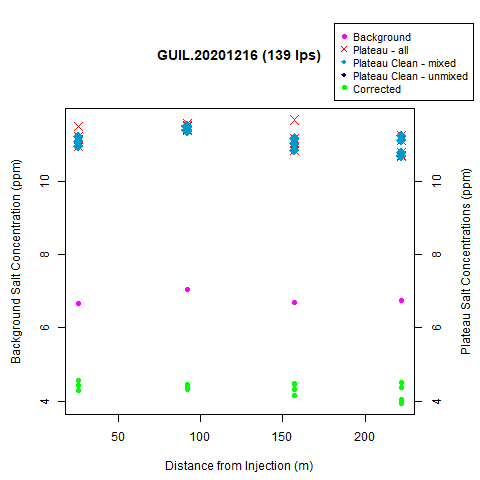 GUIL.20201216 (139 lps)
Background
Plateau - all
Plateau Clean - mixed
Plateau Clean - unmixed
Corrected
Background Salt Concentration (ppm)
10
8
6
4
10
8
6
4
Plateau Salt Concentrations (ppm)
50
100
150
200
Distance from Injection (m)